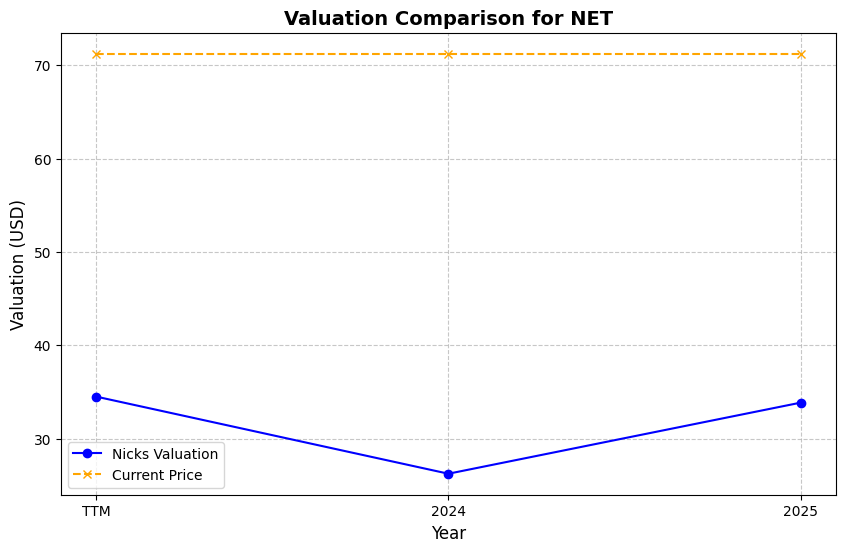 Valuation Comparison for NET
Valuation (USD)
70
60
50
40
30
Nicks Valuation
Current Price
TTM
2024
2025
Year